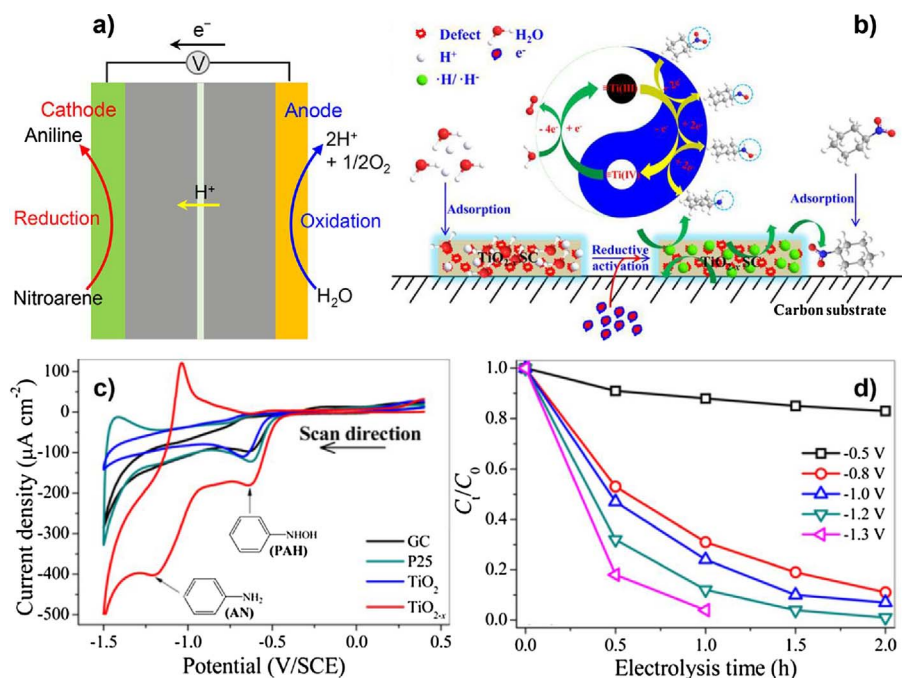 a)
e⁻
V
Cathode
Anode
Aniline
2H⁺
+ 1/2O₂
H⁺
Reduction
Oxidation
Nitroarene
H₂O
b)
Defect
H₂O
H⁺
e⁻
·H/ ·H⁻
≡Ti(III)
- 4e⁻
+ e⁻
- e⁻
+ 2e⁻
+ 2e⁻
≡Ti(IV)
Adsorption
Adsorption
Reductive
activation
Carbon substrate
c)
Current density (μA cm⁻²)
100
0
-100
-200
-300
-400
-500
Scan direction
NHOH
(PAH)
NH₂
(AN)
GC
P25
TiO₂
TiO₂₋ₓ
-1.5
-1.0
-0.5
0.0
0.5
Potential (V/SCE)
d)
Cₜ/C₀
1.0
0.8
0.6
0.4
0.2
0.0
-0.5 V
-0.8 V
-1.0 V
-1.2 V
-1.3 V
0.0
0.5
1.0
1.5
2.0
Electrolysis time (h)